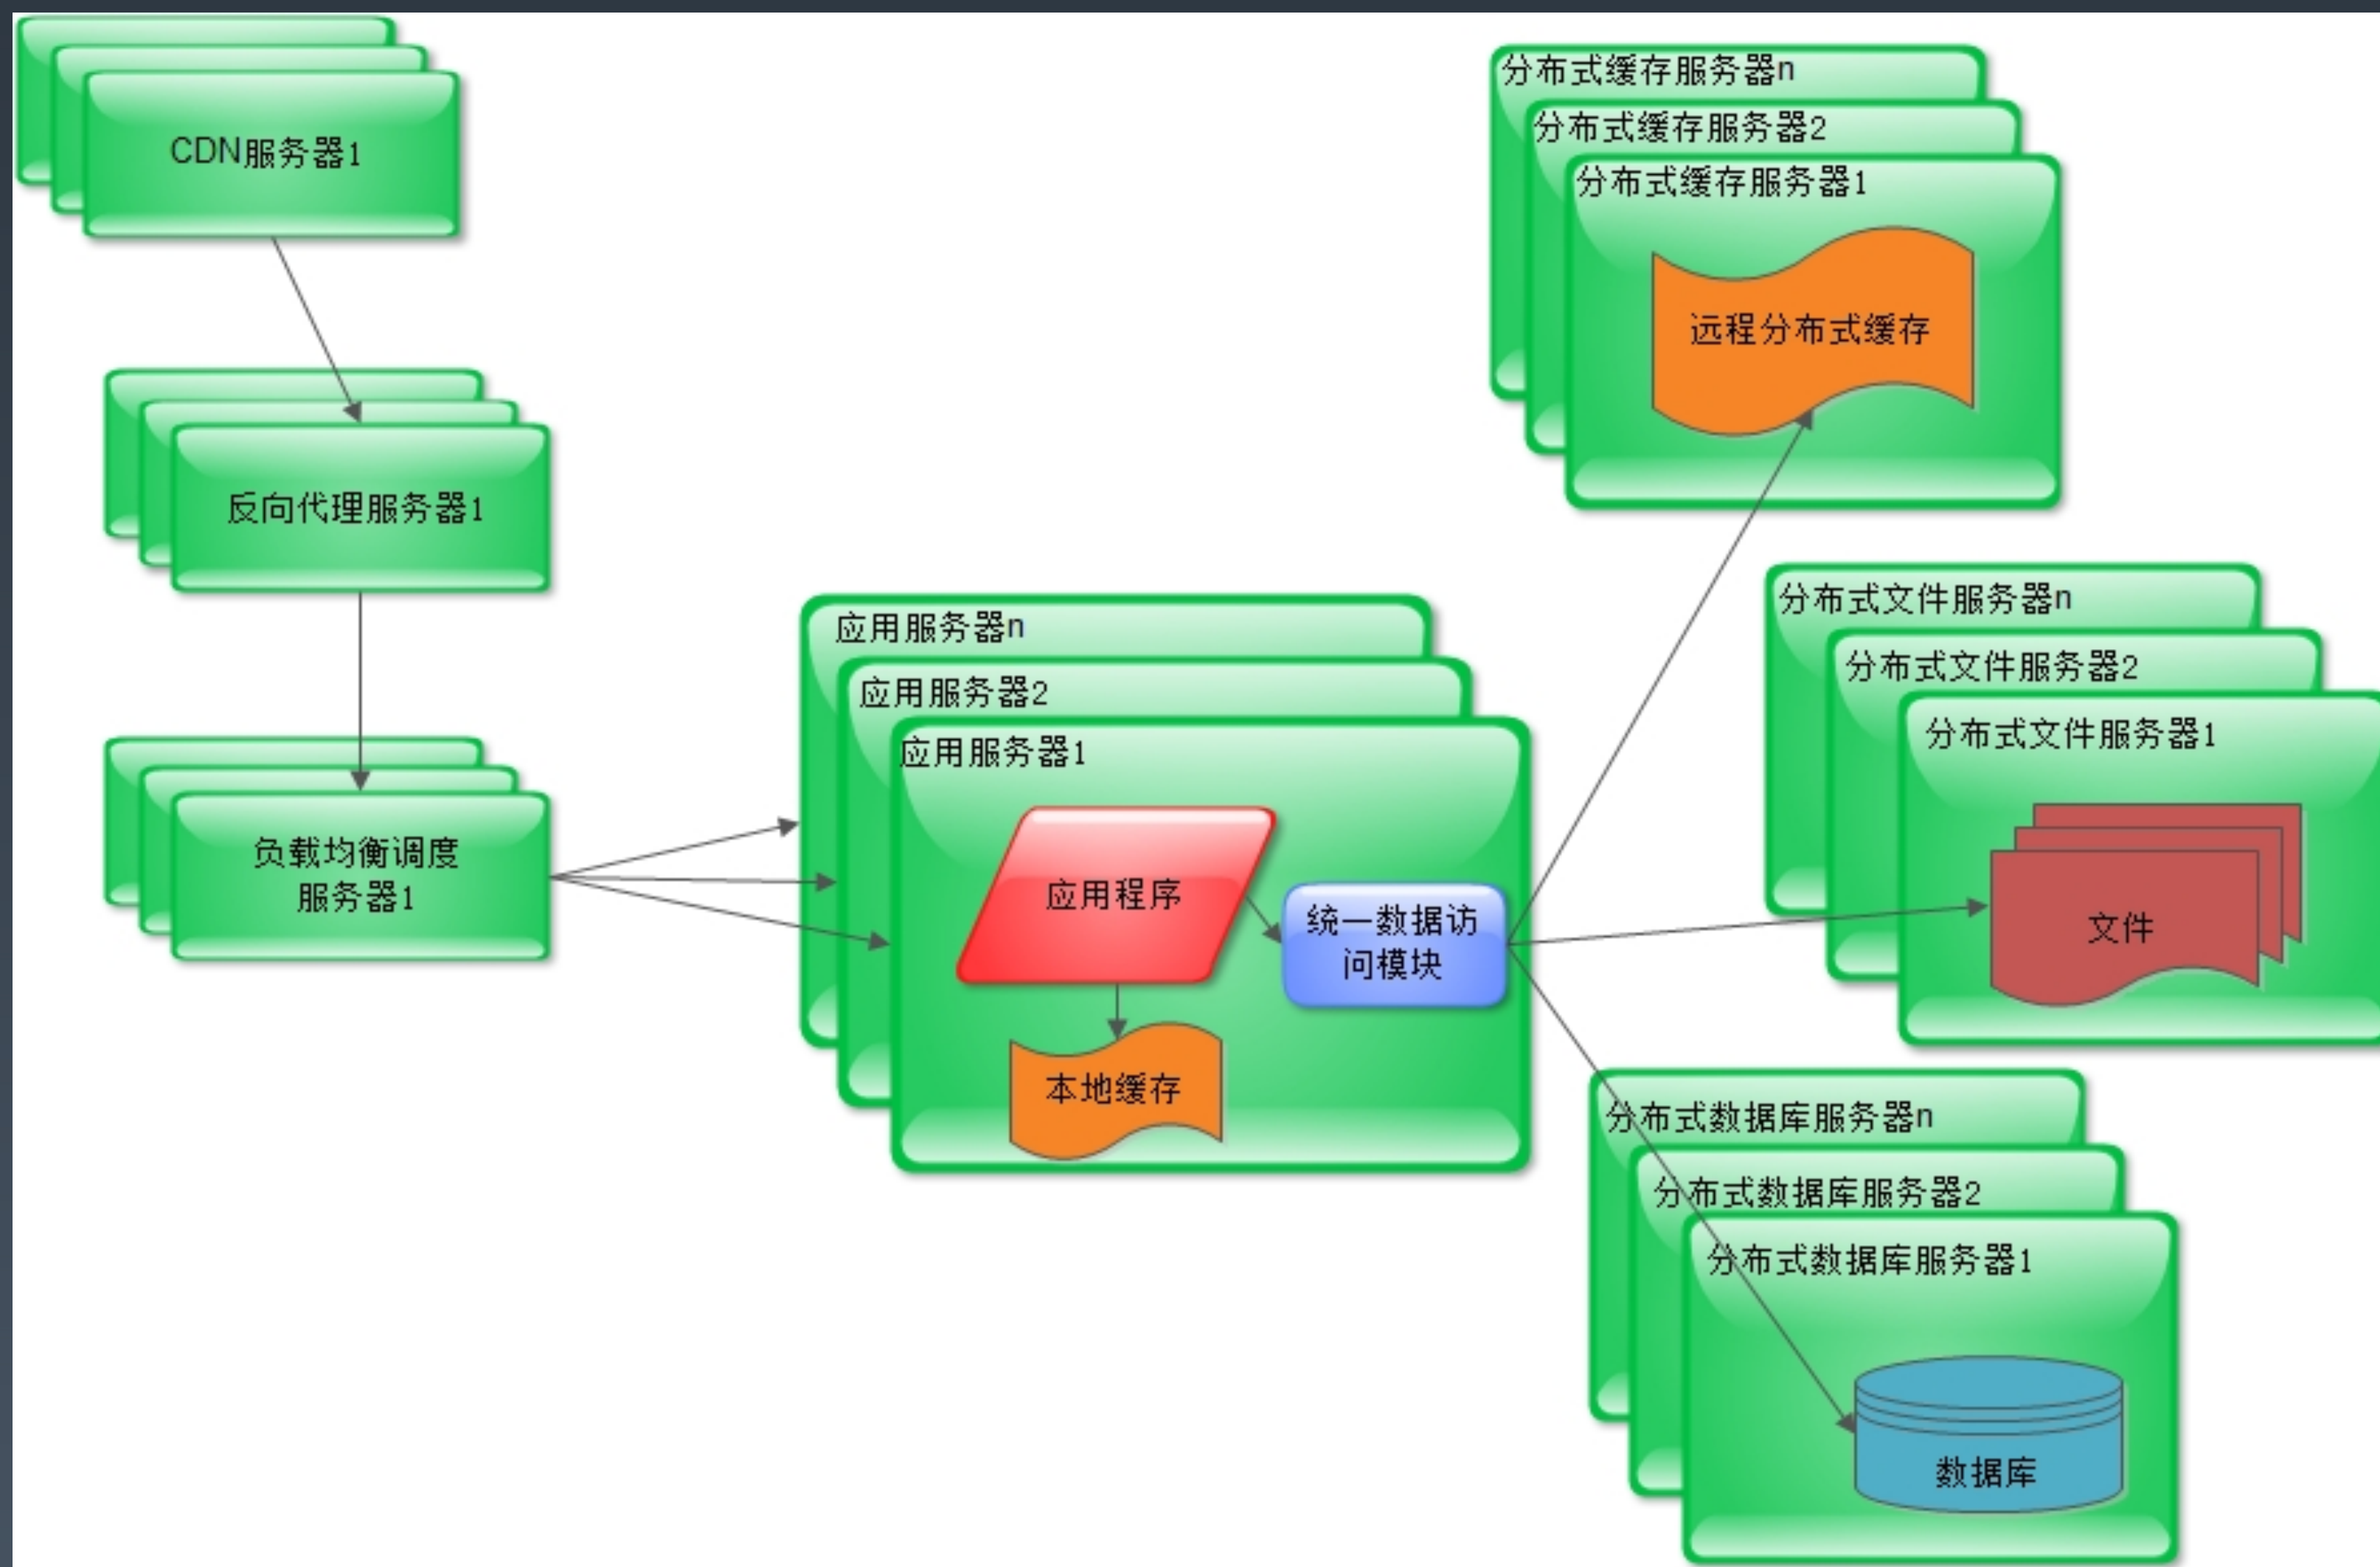 CDN服务器1
反向代理服务器1
负载均衡调度
服务器1
应用服务器n
应用服务器2
应用服务器1
应用程序
统一数据访
问模块
本地缓存
分布式缓存服务器n
分布式缓存服务器2
分布式缓存服务器1
远程分布式缓存
分布式文件服务器n
分布式文件服务器2
分布式文件服务器1
文件
分布式数据库服务器n
分布式数据库服务器2
分布式数据库服务器1
数据库